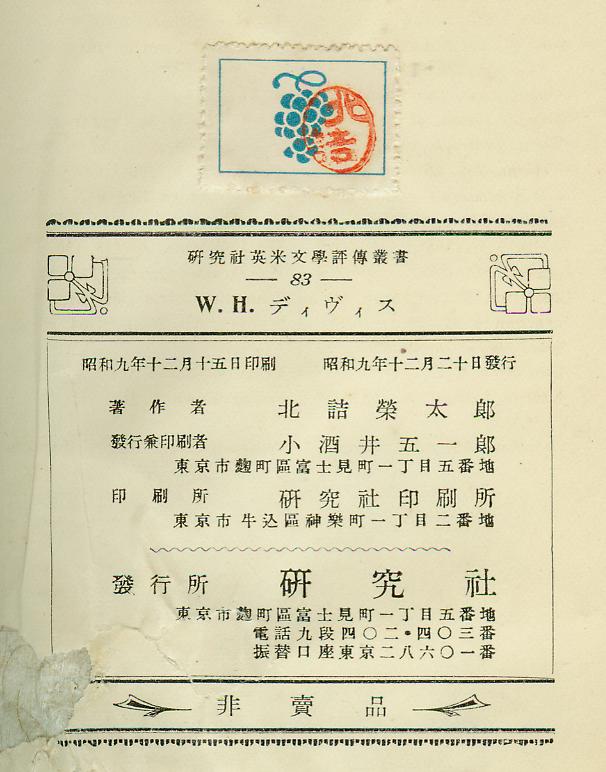 北詰
研究社英米文學評傳叢書
83
W. H. ディヴィス
昭和九年十二月十五日印刷 昭和九年十二月二十日發行
著作者 北詰榮太郎
發行兼印刷者 小酒井五一郎
東京市麴町區富士見町一丁目五番地
印刷所 研究社印刷所
東京市牛込區神樂町一丁目二番地
發行所 研究社
東京市麴町區富士見町一丁目五番地
電話九段四〇二・四〇三番
振替口座東京二八六〇一番
非賣品